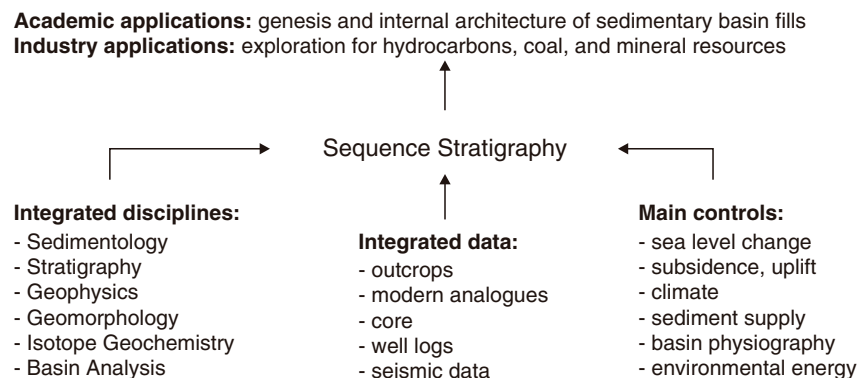 Academic applications: genesis and internal architecture of sedimentary basin fills
Industry applications: exploration for hydrocarbons, coal, and mineral resources
Sequence Stratigraphy
Integrated disciplines:
- Sedimentology
- Stratigraphy
- Geophysics
- Geomorphology
- Isotope Geochemistry
- Basin Analysis
Integrated data:
- outcrops
- modern analogues
- core
- well logs
- seismic data
Main controls:
- sea level change
- subsidence, uplift
- climate
- sediment supply
- basin physiography
- environmental energy